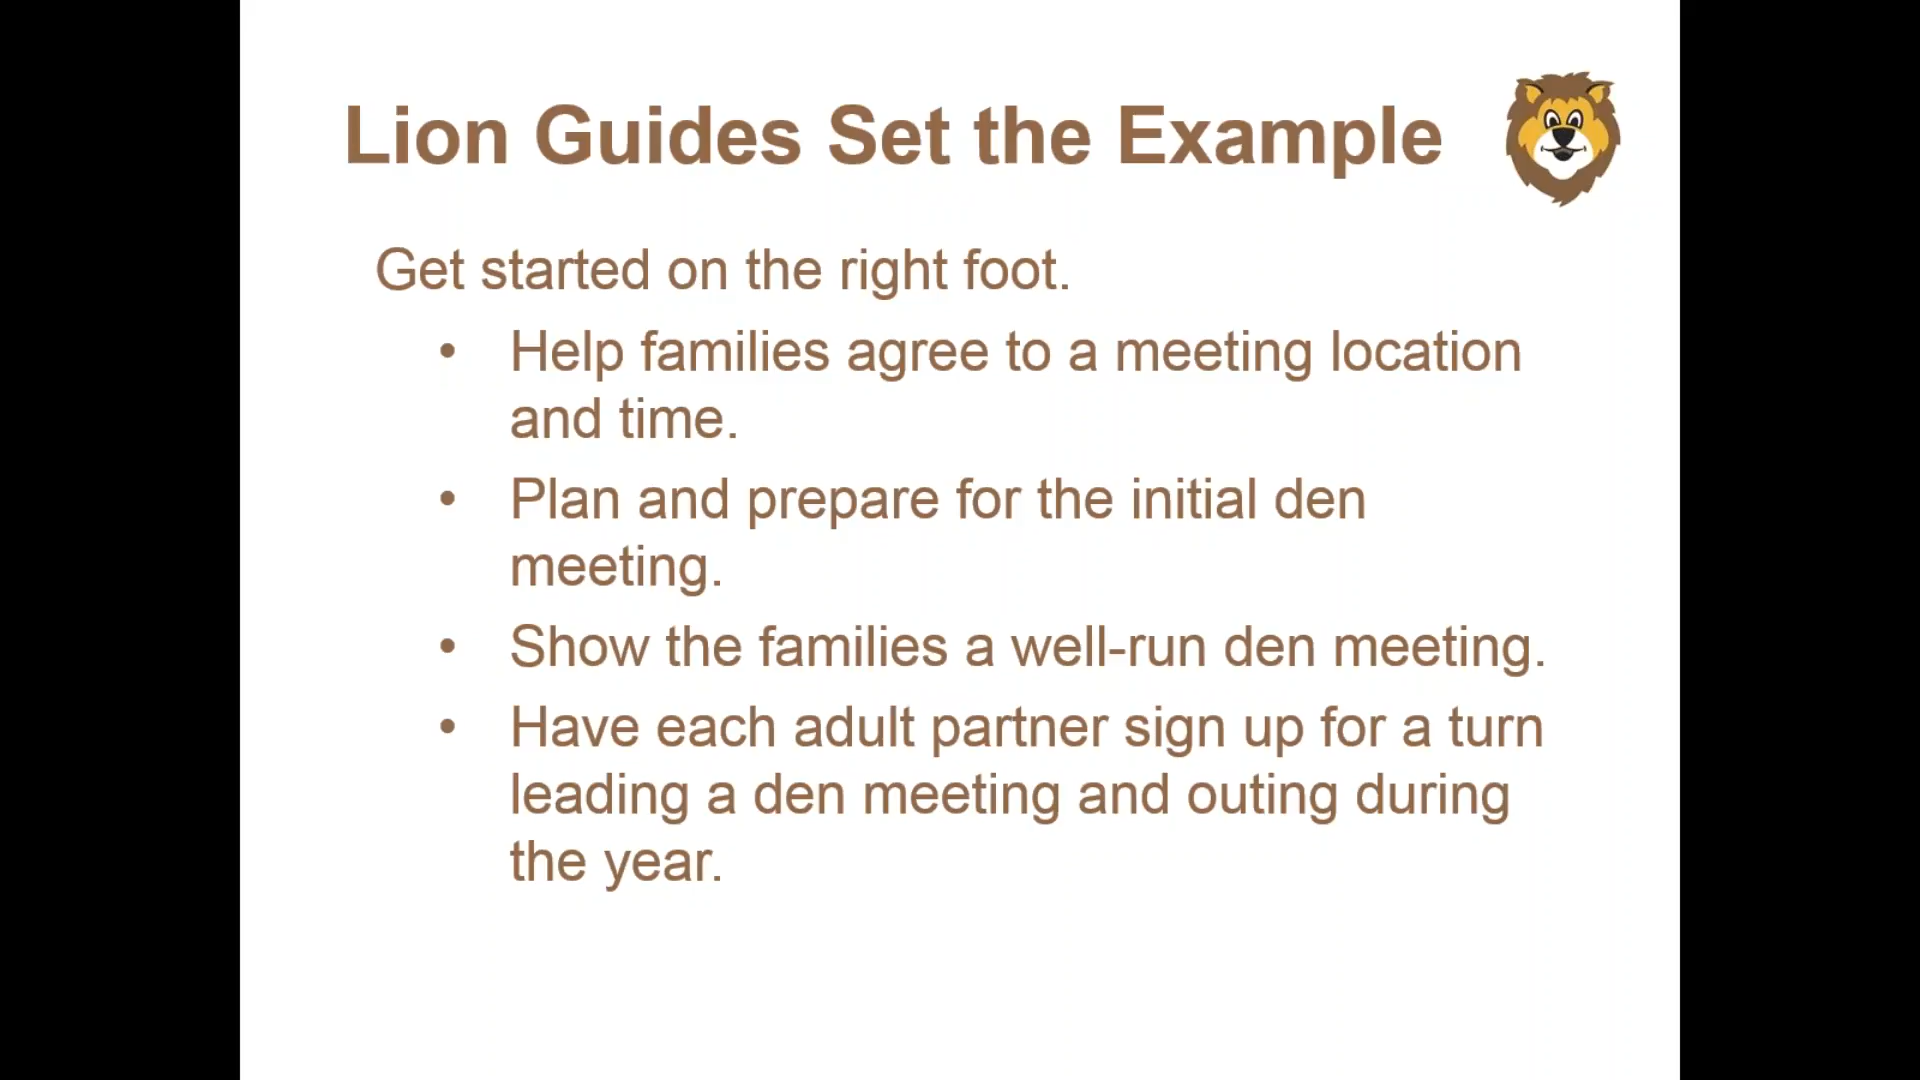 Lion Guides Set the Example
Get started on the right foot.
• Help families agree to a meeting location
and time.
• Plan and prepare for the initial den
meeting.
• Show the families a well-run den meeting.
• Have each adult partner sign up for a turn
leading a den meeting and outing during
the year.